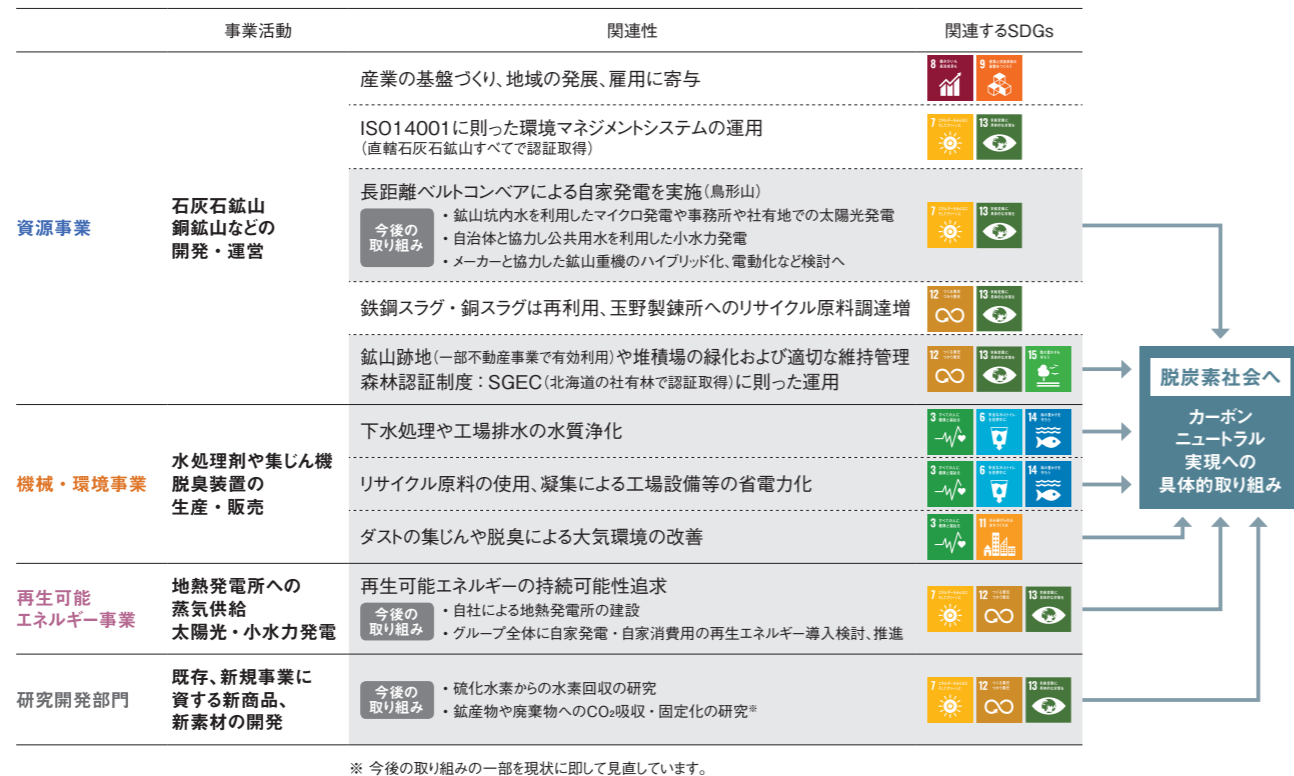 事業活動
関連性
関連するSDGs
資源事業
石灰石鉱山
銅鉱山などの
開発・運営
産業の基盤づくり、地域の発展、雇用に寄与
8
9
ISO14001に則った環境マネジメントシステムの運用
(直轄石灰石鉱山すべてで認証取得)
7
13
長距離ベルトコンベアによる自家発電を実施(鳥形山)
今後の
取り組み
・鉱山坑内水を利用したマイクロ発電や事務所や社有地での太陽光発電
・自治体と協力し公共用水を利用した小水力発電
・メーカーと協力した鉱山重機のハイブリッド化、電動化など検討へ
7
13
鉄鋼スラグ・銅スラグは再利用、玉野製錬所へのリサイクル原料調達増
12
13
鉱山跡地(一部不動産事業で有効利用)や堆積場の緑化および適切な維持管理
森林認証制度：SGEC(北海道の社有林で認証取得)に則った運用
12
13
15
機械・環境事業
水処理剤や集じん機
脱臭装置の
生産・販売
下水処理や工場排水の水質浄化
3
6
14
リサイクル原料の使用、凝集による工場設備等の省電力化
3
6
14
ダストの集じんや脱臭による大気環境の改善
3
11
再生可能
エネルギー事業
地熱発電所への
蒸気供給
太陽光・小水力発電
再生可能エネルギーの持続可能性追求
今後の
取り組み
・自社による地熱発電所の建設
・グループ全体に自家発電・自家消費用の再生エネルギー導入検討、推進
7
12
13
研究開発部門
既存、新規事業に
資する新商品、
新素材の開発
今後の
取り組み
・硫化水素からの水素回収の研究
・鉱産物や廃棄物へのCO₂吸収・固定化の研究※
7
12
13
脱炭素社会へ
カーボン
ニュートラル
実現への
具体的取り組み
※ 今後の取り組みの一部を現状に即して見直しています。